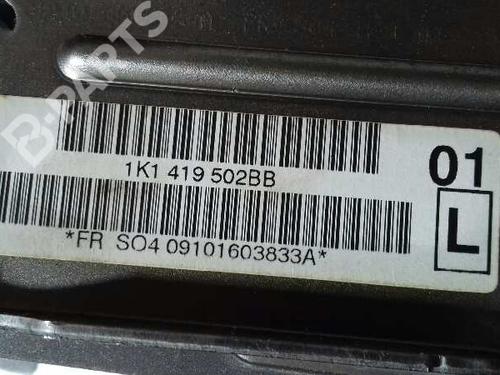 B-PARTS
1K1 419 502BB
01
L
*FR SO4 09101603833A*